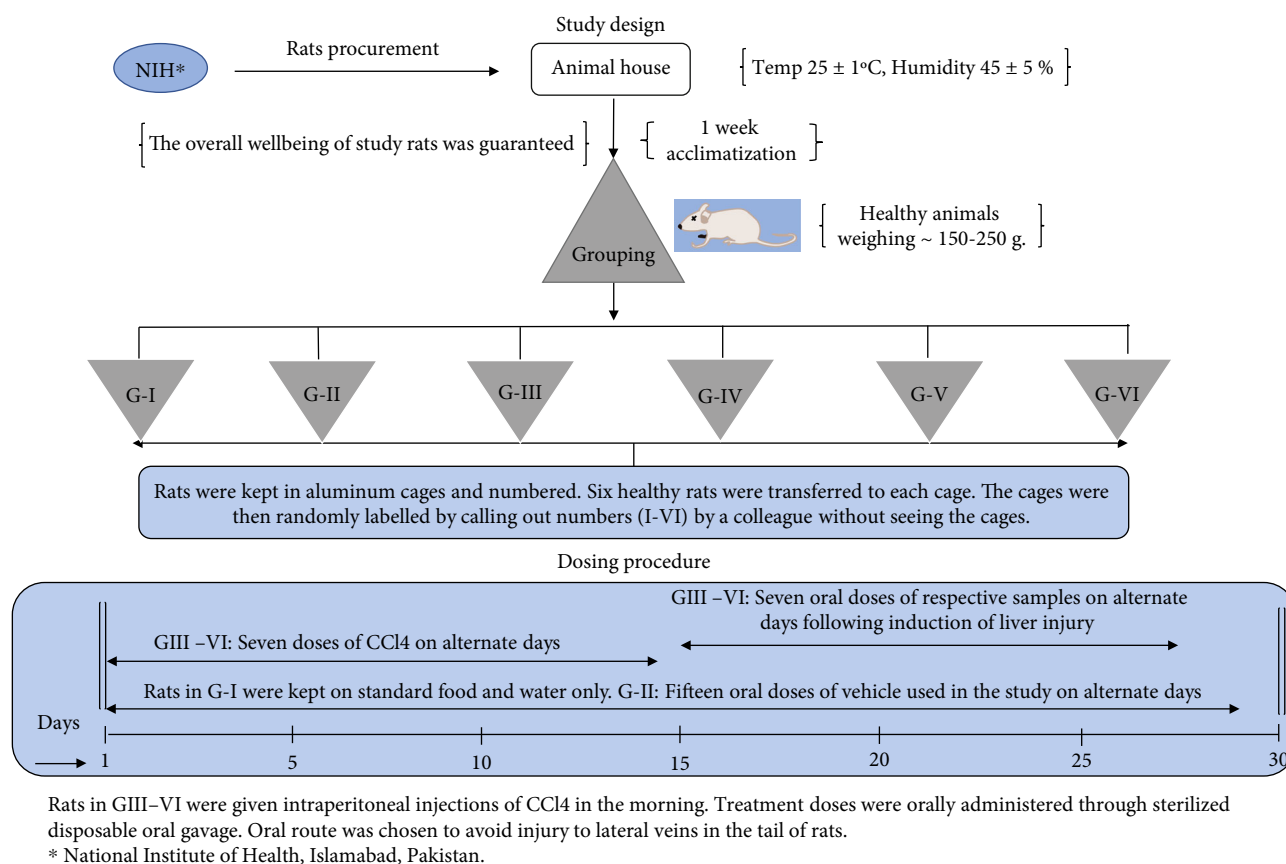 Study design
NIH*
Rats procurement
Animal house
Temp 25 ± 1ºC, Humidity 45 ± 5 %
The overall wellbeing of study rats was guaranteed
1 week
acclimatization
Healthy animals
weighing ~ 150-250 g.
Grouping
G-I
G-II
G-III
G-IV
G-V
G-VI
Rats were kept in aluminum cages and numbered. Six healthy rats were transferred to each cage. The cages were
then randomly labelled by calling out numbers (I-VI) by a colleague without seeing the cages.
Dosing procedure
GIII –VI: Seven oral doses of respective samples on alternate
days following induction of liver injury
GIII –VI: Seven doses of CCl4 on alternate days
Rats in G-I were kept on standard food and water only. G-II: Fifteen oral doses of vehicle used in the study on alternate days
Days
1
5
10
15
20
25
30
Rats in GIII–VI were given intraperitoneal injections of CCl4 in the morning. Treatment doses were orally administered through sterilized
disposable oral gavage. Oral route was chosen to avoid injury to lateral veins in the tail of rats.
* National Institute of Health, Islamabad, Pakistan.